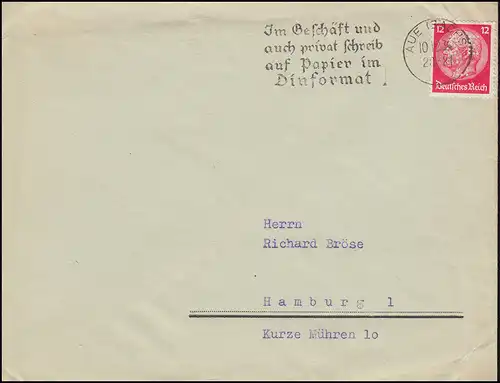 Im Geschäft und
auch privat schreib
auf Papier im
Dinformat
AUE
12 12
Deutsches Reich
Herrn
Richard Bröse
Hamburg 1
Kurze Mühren 10